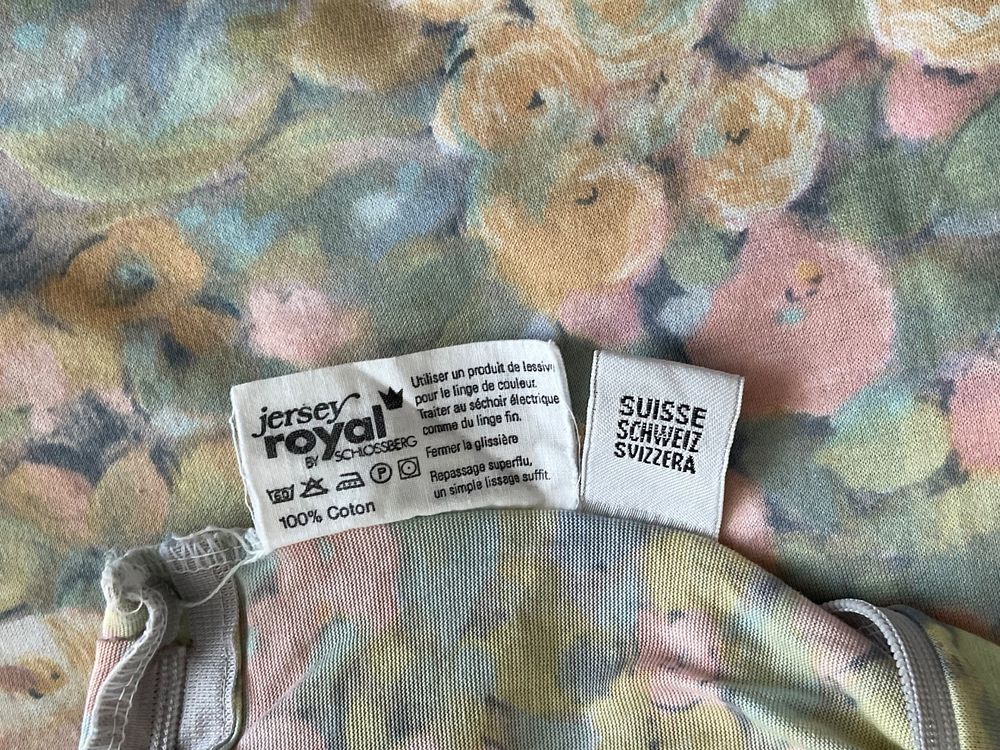 jersey
royal
BY SCHLOSSBERG
60 P
100% Coton
Utiliser un produit de lessive
pour le linge de couleur.
Traiter au séchoir électrique
comme du linge fin.
Fermer la glissière
Repassage superflu,
un simple lissage suffit.
SUISSE
SCHWEIZ
SVIZZERA